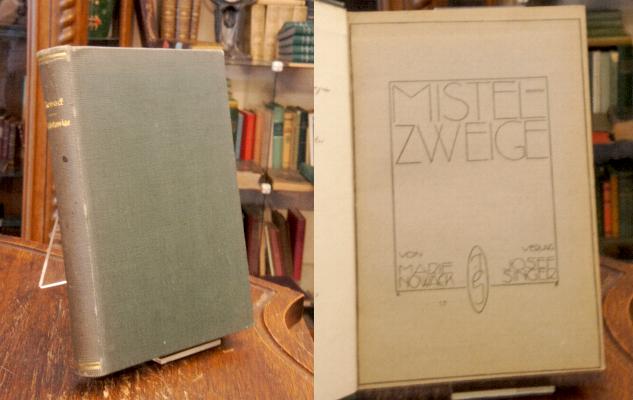 MISTEL-
ZWEIGE
VON
MARIE
NOWACK
VERLAG
JOSEF
SINGER